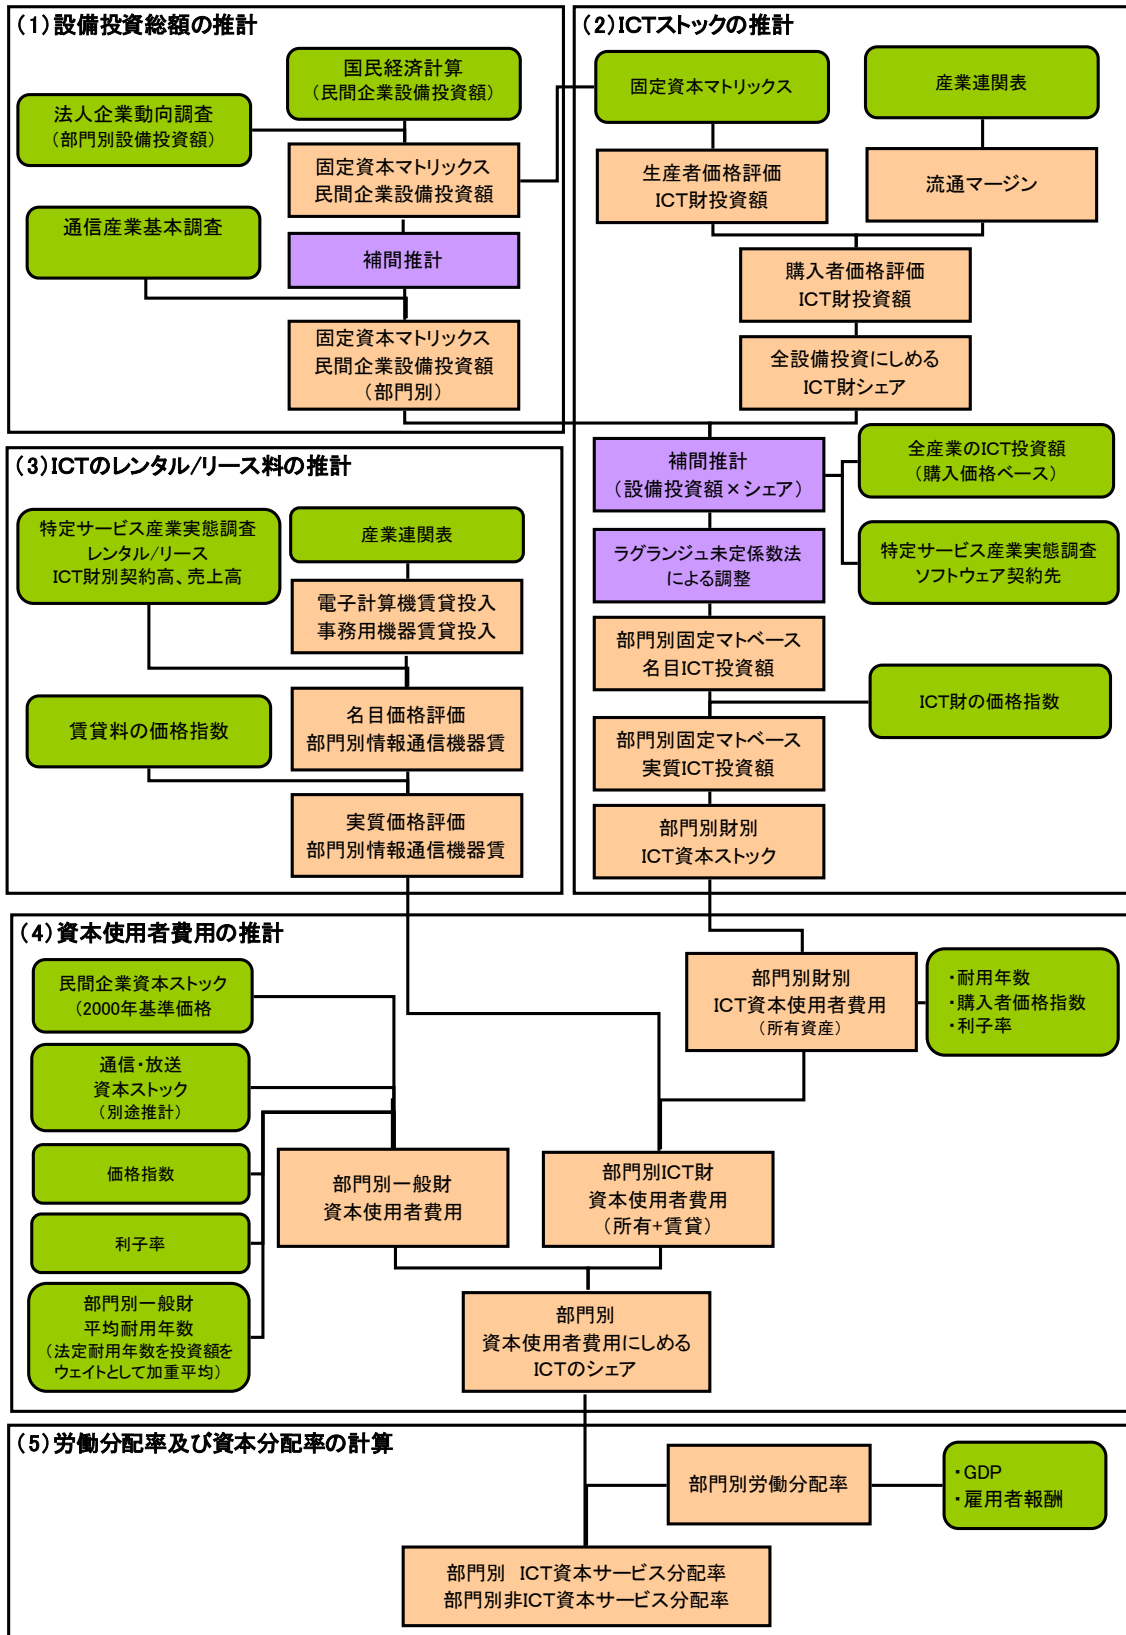 (1)設備投資総額の推計
国民経済計算
(民間企業設備投資額)
法人企業動向調査
(部門別設備投資額)
固定資本マトリックス
民間企業設備投資額
通信産業基本調査
補間推計
固定資本マトリックス
民間企業設備投資額
(部門別)
(2)ICTストックの推計
固定資本マトリックス
産業連関表
生産者価格評価
ICT財投資額
流通マージン
購入者価格評価
ICT財投資額
全設備投資にしめる
ICT財シェア
補間推計
(設備投資額×シェア)
全産業のICT投資額
(購入価格ベース)
ラグランジュ未定係数法
による調整
特定サービス産業実態調査
ソフトウェア契約先
部門別固定マトベース
名目ICT投資額
ICT財の価格指数
部門別固定マトベース
実質ICT投資額
部門別財別
ICT資本ストック
(3)ICTのレンタル/リース料の推計
特定サービス産業実態調査
レンタル/リース
ICT財別契約高、売上高
産業連関表
電子計算機賃貸投入
事務用機器賃貸投入
名目価格評価
部門別情報通信機器賃
賃貸料の価格指数
実質価格評価
部門別情報通信機器賃
(4)資本使用者費用の推計
民間企業資本ストック
(2000年基準価格
通信・放送
資本ストック
(別途推計)
価格指数
利子率
部門別一般財
平均耐用年数
(法定耐用年数を投資額を
ウェイトとして加重平均)
部門別財別
ICT資本使用者費用
(所有資産)
・耐用年数
・購入者価格指数
・利子率
部門別一般財
資本使用者費用
部門別ICT財
資本使用者費用
(所有+賃貸)
部門別
資本使用者費用にしめる
ICTのシェア
(5)労働分配率及び資本分配率の計算
部門別労働分配率
・GDP
・雇用者報酬
部門別 ICT資本サービス分配率
部門別非ICT資本サービス分配率